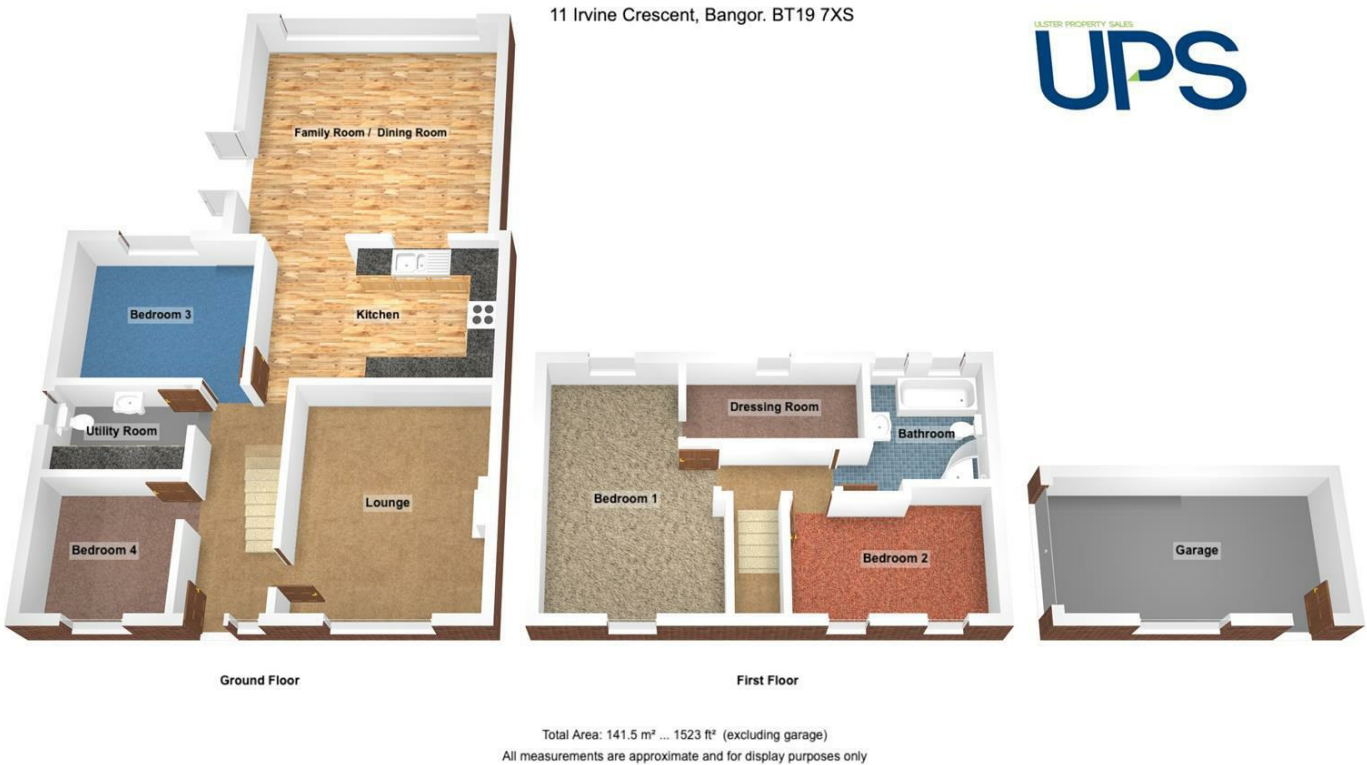 11 Irvine Crescent, Bangor. BT19 7XS
ULSTER PROPERTY SALES
UPS
Family Room / Dining Room
Bedroom 3
Kitchen
Utility Room
Lounge
Bedroom 4
Dressing Room
Bathroom
Bedroom 1
Bedroom 2
Garage
Ground Floor
First Floor
Total Area: 141.5 m² ... 1523 ft² (excluding garage)
All measurements are approximate and for display purposes only